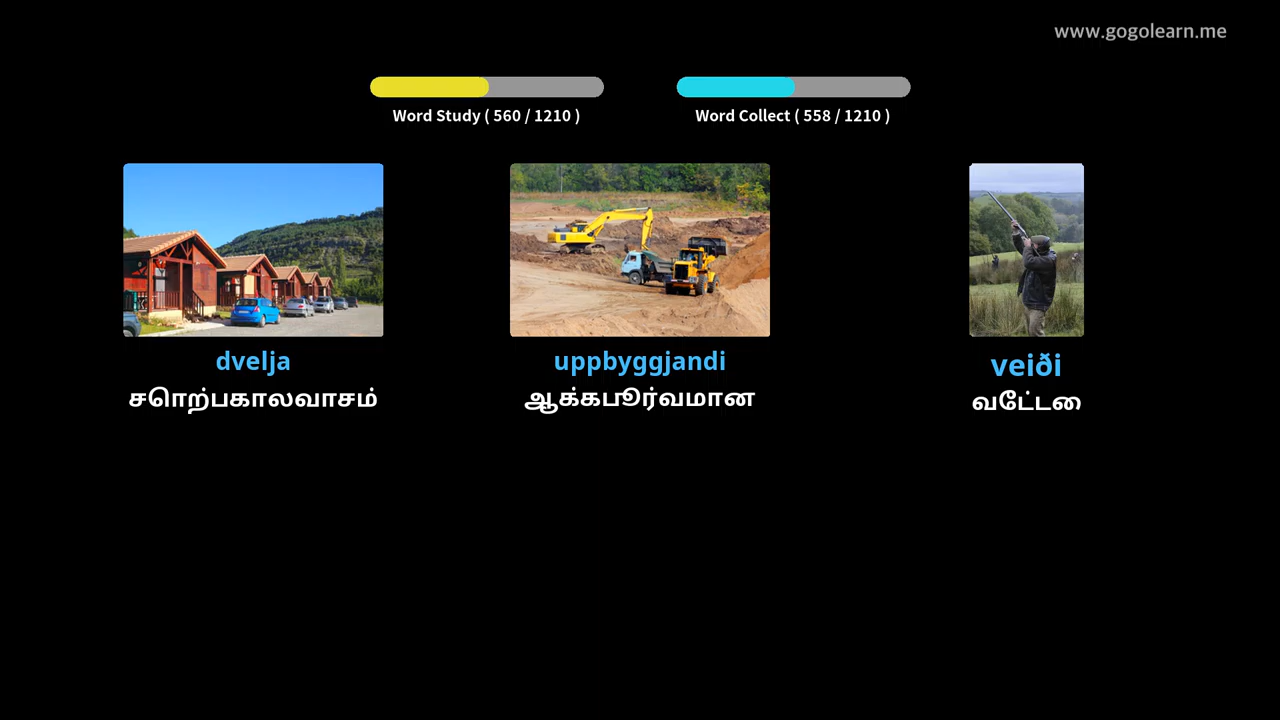 www.gogolearn.me
Word Study ( 560 / 1210 )
Word Collect ( 558 / 1210 )
dvelja
uppbyggjandi
veiði
சொற்பகாலவாசம்
ஆக்கபூர்வமான
வேட்டை